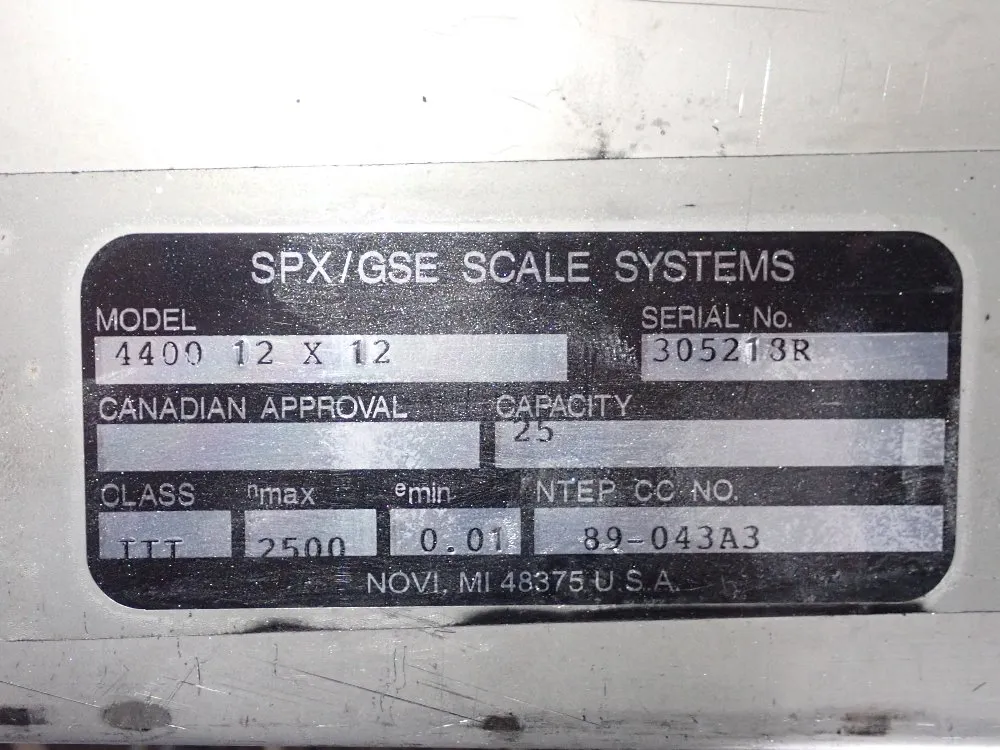 SPX/GSE SCALE SYSTEMS
MODEL SERIAL No.
4400 12 X 12 305218R
CANADIAN APPROVAL CAPACITY
25
CLASS nmax emin NTEP CC NO.
III 2500 0.01 89-043A3
NOVI, MI 48375 U.S.A.